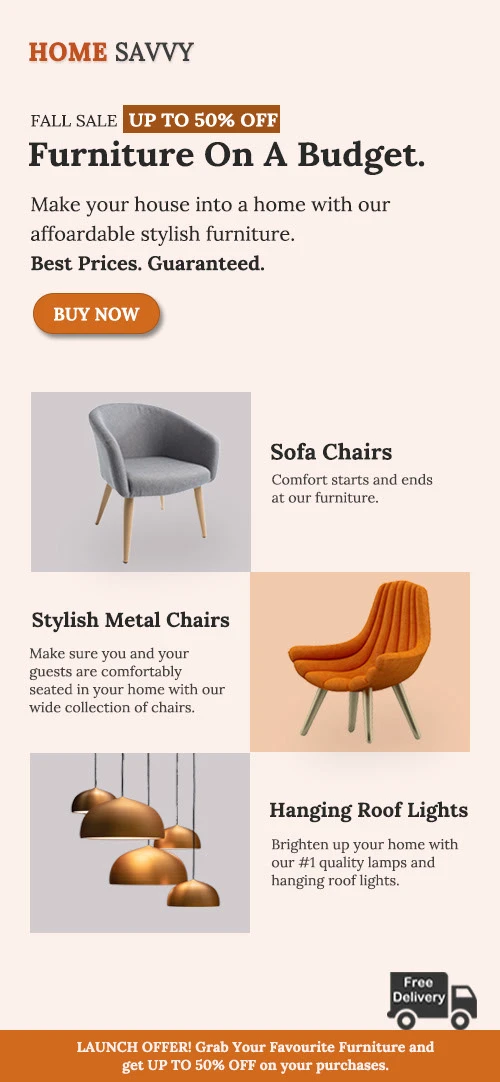 HOME SAVVY
FALL SALE UP TO 50% OFF
Furniture On A Budget.
Make your house into a home with our
affoardable stylish furniture.
Best Prices. Guaranteed.
BUY NOW
Sofa Chairs
Comfort starts and ends
at our furniture.
Stylish Metal Chairs
Make sure you and your
guests are comfortably
seated in your home with our
wide collection of chairs.
Hanging Roof Lights
Brighten up your home with
our #1 quality lamps and
hanging roof lights.
Free
Delivery
LAUNCH OFFER! Grab Your Favourite Furniture and
get UP TO 50% OFF on your purchases.